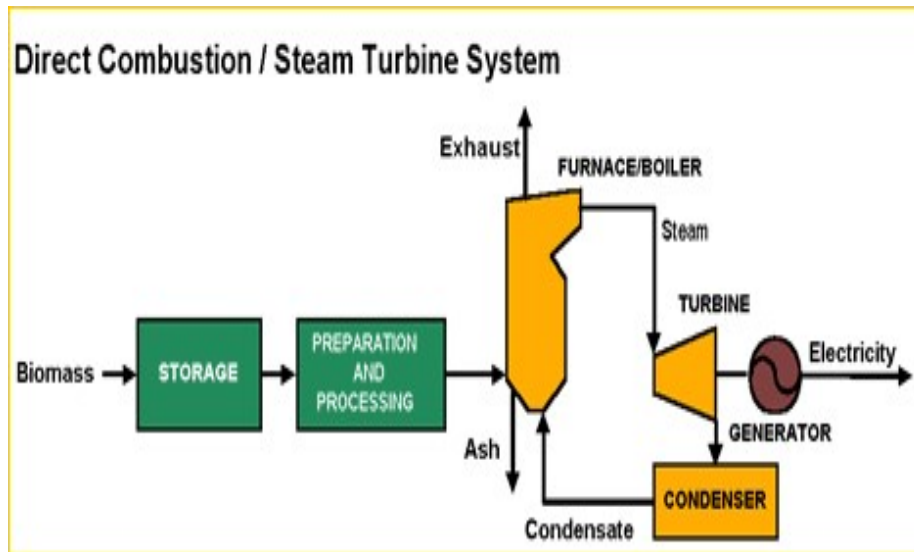 Direct Combustion / Steam Turbine System
Exhaust
FURNACE/BOILER
Steam
TURBINE
Biomass
STORAGE
PREPARATION
AND
PROCESSING
Electricity
GENERATOR
Ash
CONDENSER
Condensate